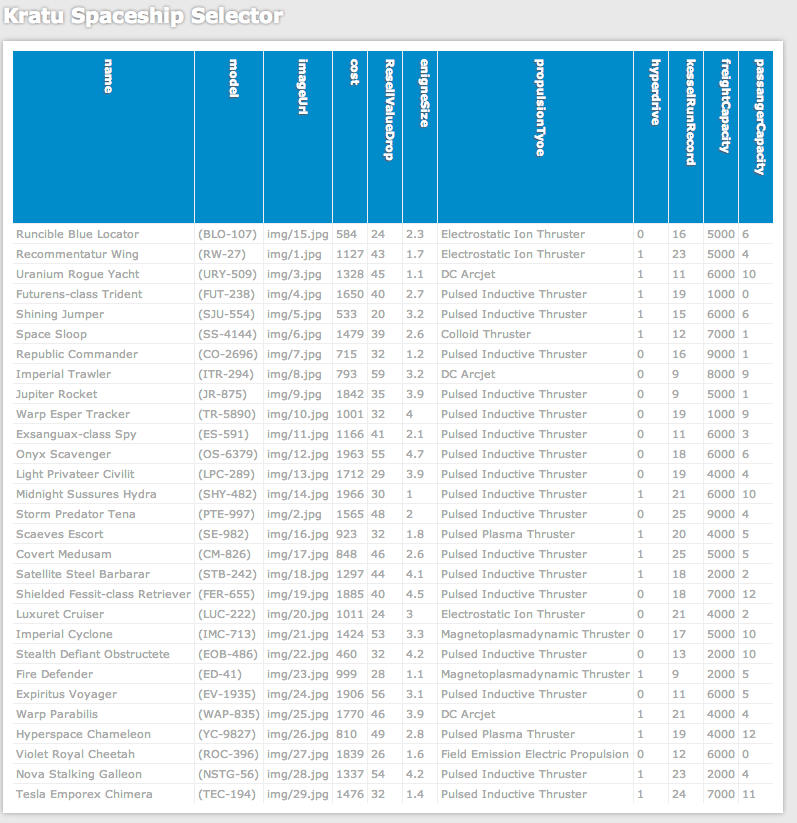 Kratu Spaceship Selector
name model imageUrl cost ResellValueDrop enigneSize propulsionTyoe hyperdrive kesselRunRecord freightCapacity passangerCapacity
Runcible Blue Locator (BLO-107) img/15.jpg 584 24 2.3 Electrostatic Ion Thruster 0 16 5000 6
Recommentatur Wing (RW-27) img/1.jpg 1127 43 1.7 Electrostatic Ion Thruster 1 23 5000 4
Uranium Rogue Yacht (URY-509) img/3.jpg 1328 45 1.1 DC Arcjet 1 11 6000 10
Futurens-class Trident (FUT-238) img/4.jpg 1650 40 2.7 Pulsed Inductive Thruster 1 19 1000 0
Shining Jumper (SJU-554) img/5.jpg 533 20 3.2 Pulsed Inductive Thruster 1 15 6000 6
Space Sloop (SS-4144) img/6.jpg 1479 39 2.6 Colloid Thruster 1 12 7000 1
Republic Commander (CO-2696) img/7.jpg 715 32 1.2 Pulsed Inductive Thruster 0 16 9000 1
Imperial Trawler (ITR-294) img/8.jpg 793 59 3.2 DC Arcjet 0 9 8000 9
Jupiter Rocket (JR-875) img/9.jpg 1842 35 3.9 Pulsed Inductive Thruster 0 9 5000 1
Warp Esper Tracker (TR-5890) img/10.jpg 1001 32 4 Pulsed Inductive Thruster 0 19 1000 9
Exsanguax-class Spy (ES-591) img/11.jpg 1166 41 2.1 Pulsed Inductive Thruster 0 11 6000 3
Onyx Scavenger (OS-6379) img/12.jpg 1963 55 4.7 Pulsed Inductive Thruster 0 18 6000 6
Light Privateer Civilit (LPC-289) img/13.jpg 1712 29 3.9 Pulsed Inductive Thruster 0 19 4000 4
Midnight Sussures Hydra (SHY-482) img/14.jpg 1966 30 1 Pulsed Inductive Thruster 1 21 6000 10
Storm Predator Tena (PTE-997) img/2.jpg 1565 48 2 Pulsed Inductive Thruster 0 25 9000 4
Scaeves Escort (SE-982) img/16.jpg 923 32 1.8 Pulsed Plasma Thruster 1 20 4000 5
Covert Medusam (CM-826) img/17.jpg 848 46 2.6 Pulsed Inductive Thruster 1 25 5000 5
Satellite Steel Barbarar (STB-242) img/18.jpg 1297 44 4.1 Pulsed Inductive Thruster 1 18 2000 2
Shielded Fessit-class Retriever (FER-655) img/19.jpg 1885 40 4.5 Pulsed Inductive Thruster 0 18 7000 12
Luxuret Cruiser (LUC-222) img/20.jpg 1011 24 3 Electrostatic Ion Thruster 0 21 4000 2
Imperial Cyclone (IMC-713) img/21.jpg 1424 53 3.3 Magnetoplasmadynamic Thruster 0 17 5000 10
Stealth Defiant Obstructete (EOB-486) img/22.jpg 460 32 4.2 Pulsed Inductive Thruster 0 13 2000 10
Fire Defender (ED-41) img/23.jpg 999 28 1.1 Magnetoplasmadynamic Thruster 1 9 2000 5
Expiritus Voyager (EV-1935) img/24.jpg 1906 56 3.1 Pulsed Inductive Thruster 0 11 6000 5
Warp Parabilis (WAP-835) img/25.jpg 1770 46 3.9 DC Arcjet 1 21 4000 4
Hyperspace Chameleon (YC-9827) img/26.jpg 810 49 2.8 Pulsed Plasma Thruster 1 19 4000 12
Violet Royal Cheetah (ROC-396) img/27.jpg 1839 26 1.6 Field Emission Electric Propulsion 0 12 6000 0
Nova Stalking Galleon (NSTG-56) img/28.jpg 1337 54 4.2 Pulsed Inductive Thruster 1 23 2000 4
Tesla Emporex Chimera (TEC-194) img/29.jpg 1476 32 1.4 Pulsed Inductive Thruster 1 24 7000 11